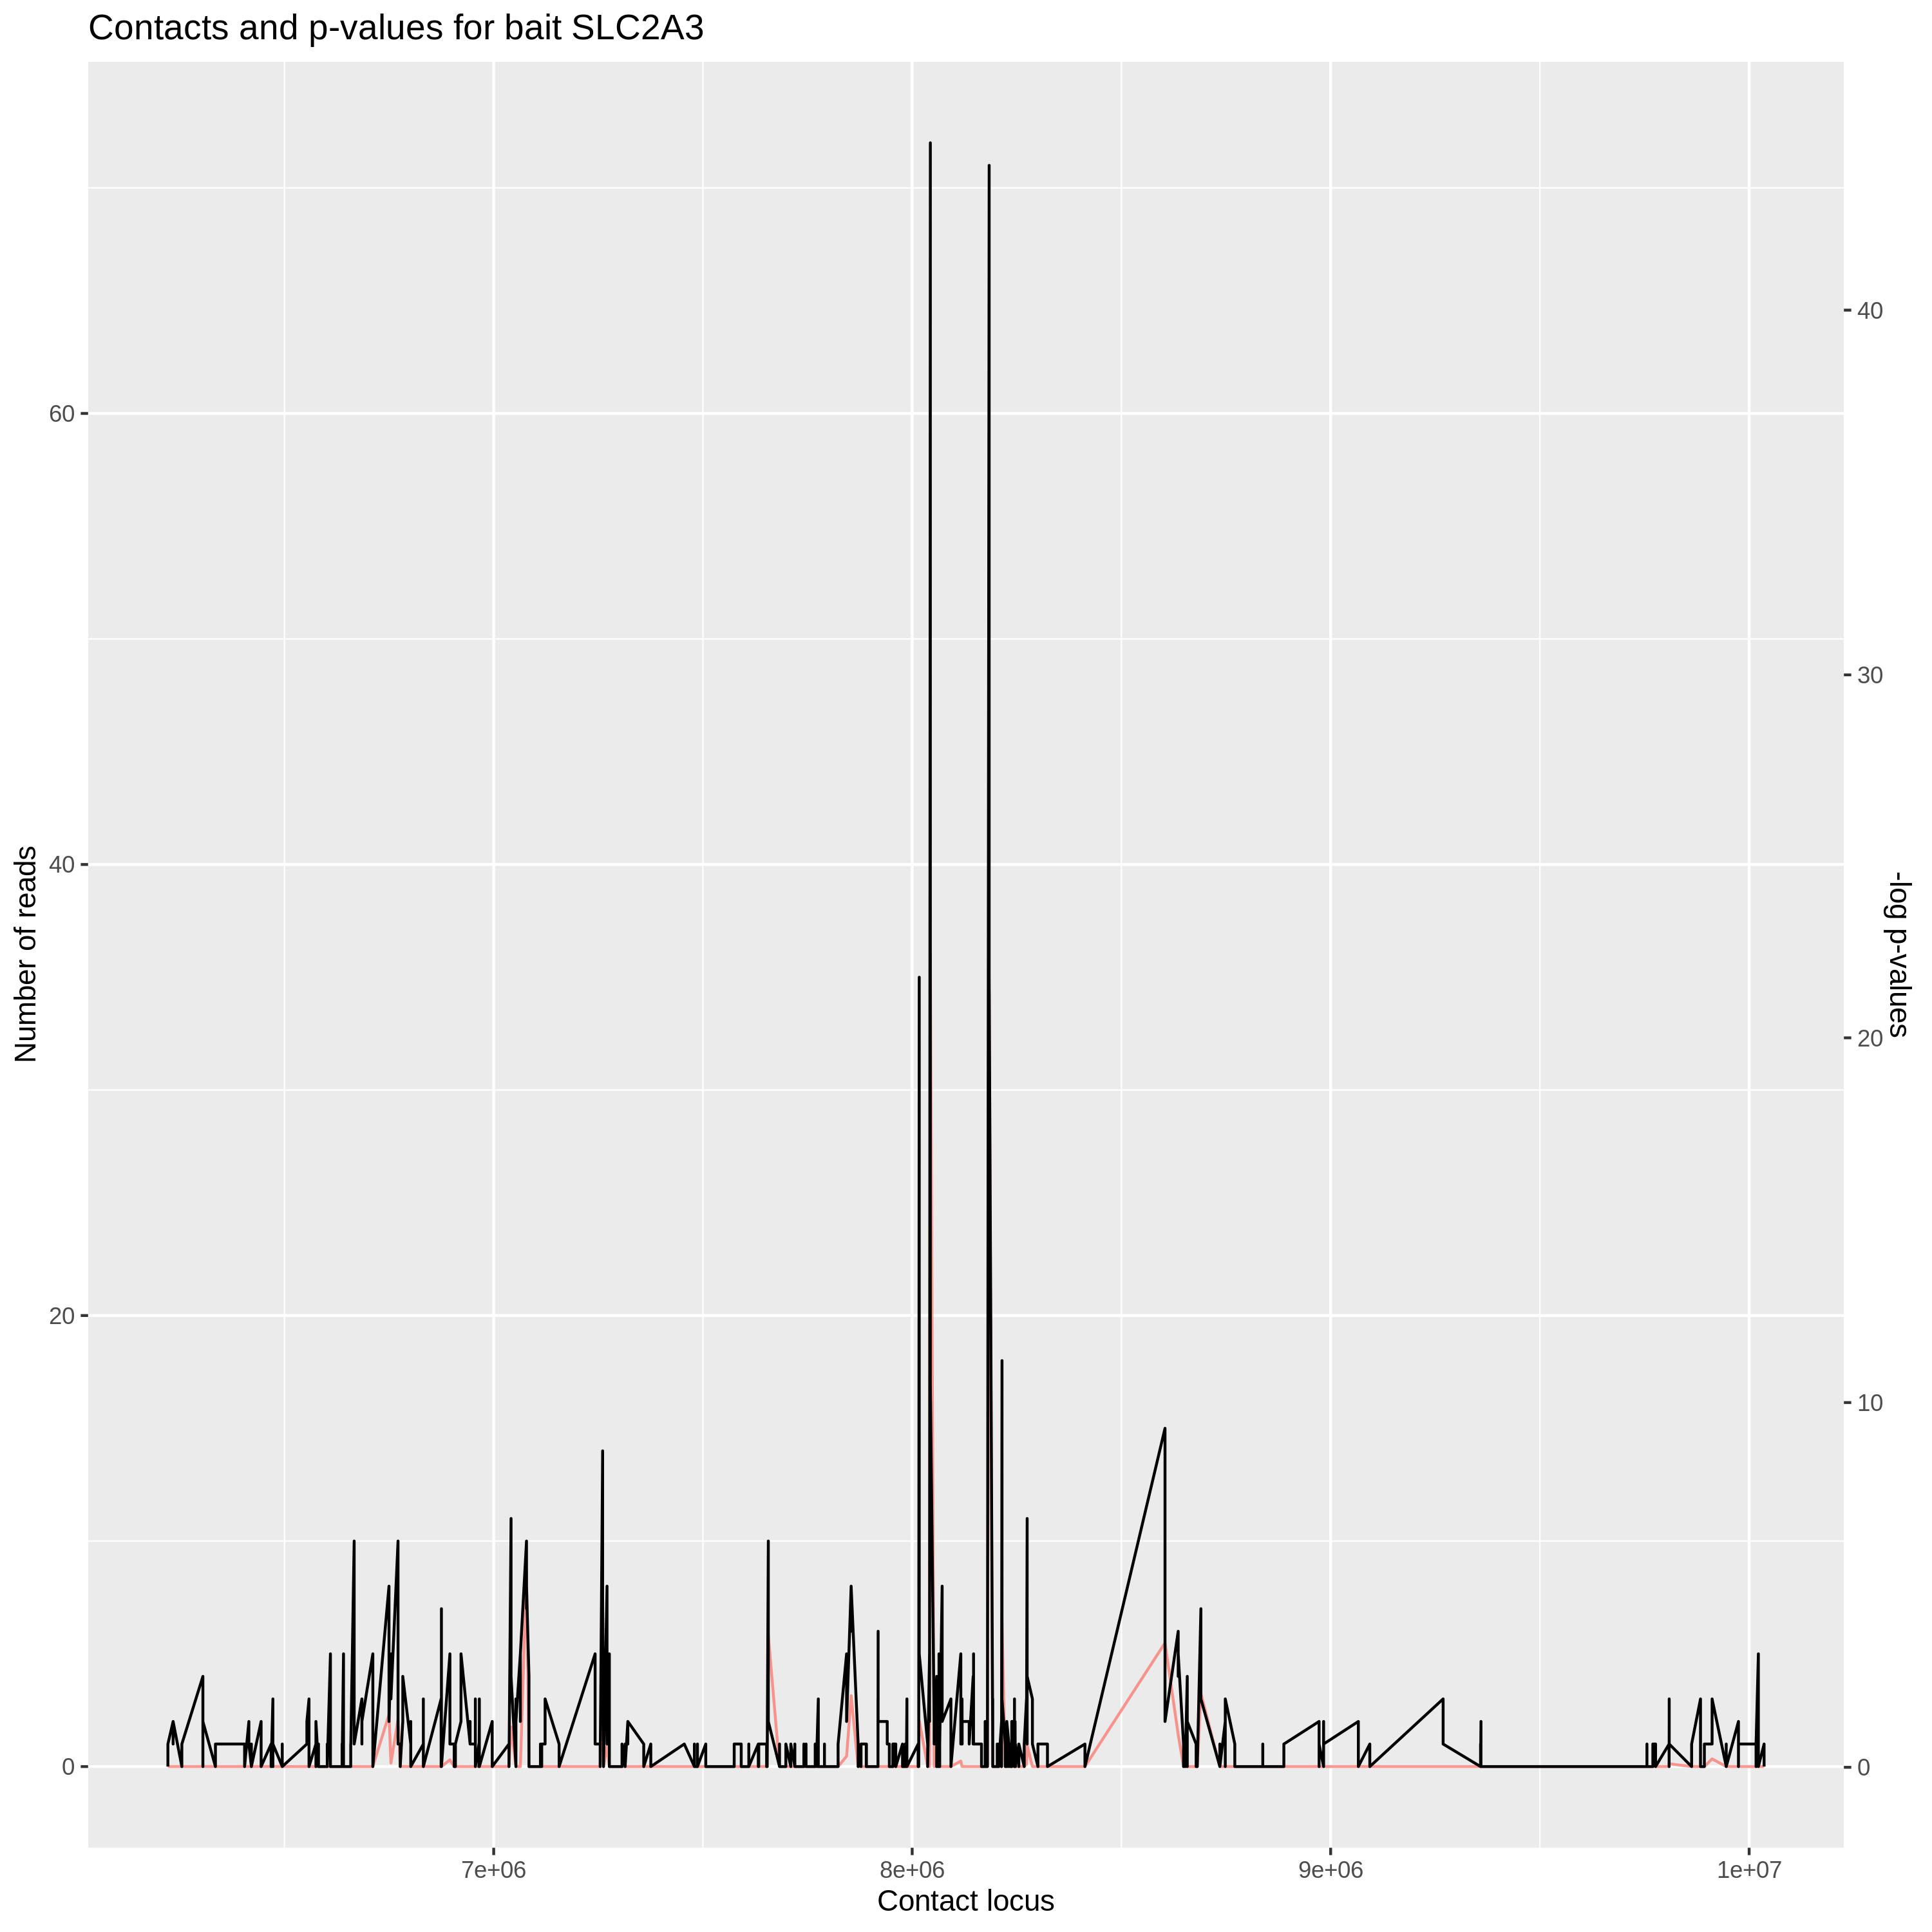 Contacts and p-values for bait SLC2A3
60
40
20
0
Number of reads
40
30
20
10
0
-log p-values
7e+06 8e+06 9e+06 1e+07
Contact locus